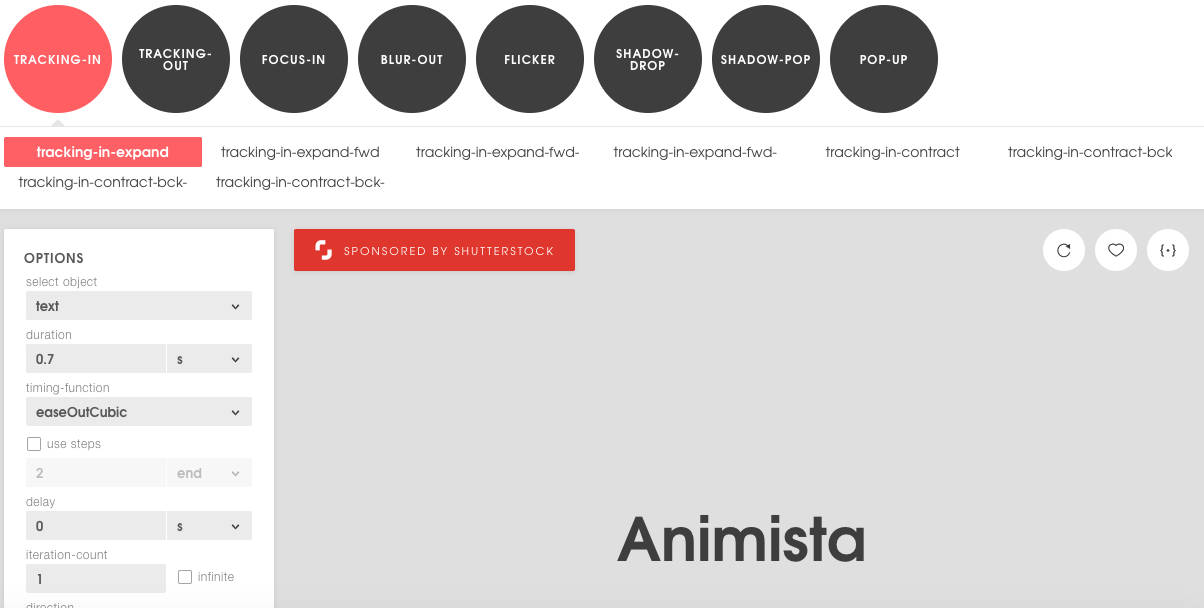 TRACKING-IN
TRACKING-
OUT
FOCUS-IN
BLUR-OUT
FLICKER
SHADOW-
DROP
SHADOW-POP
POP-UP
tracking-in-expand
tracking-in-expand-fwd
tracking-in-expand-fwd-
tracking-in-expand-fwd-
tracking-in-contract
tracking-in-contract-bck
tracking-in-contract-bck-
tracking-in-contract-bck-
OPTIONS
select object
text
duration
0.7 s
timing-function
easeOutCubic
use steps
2 end
delay
0 s
iteration-count
1 infinite
direction
SPONSORED BY SHUTTERSTOCK
{•}
Animista